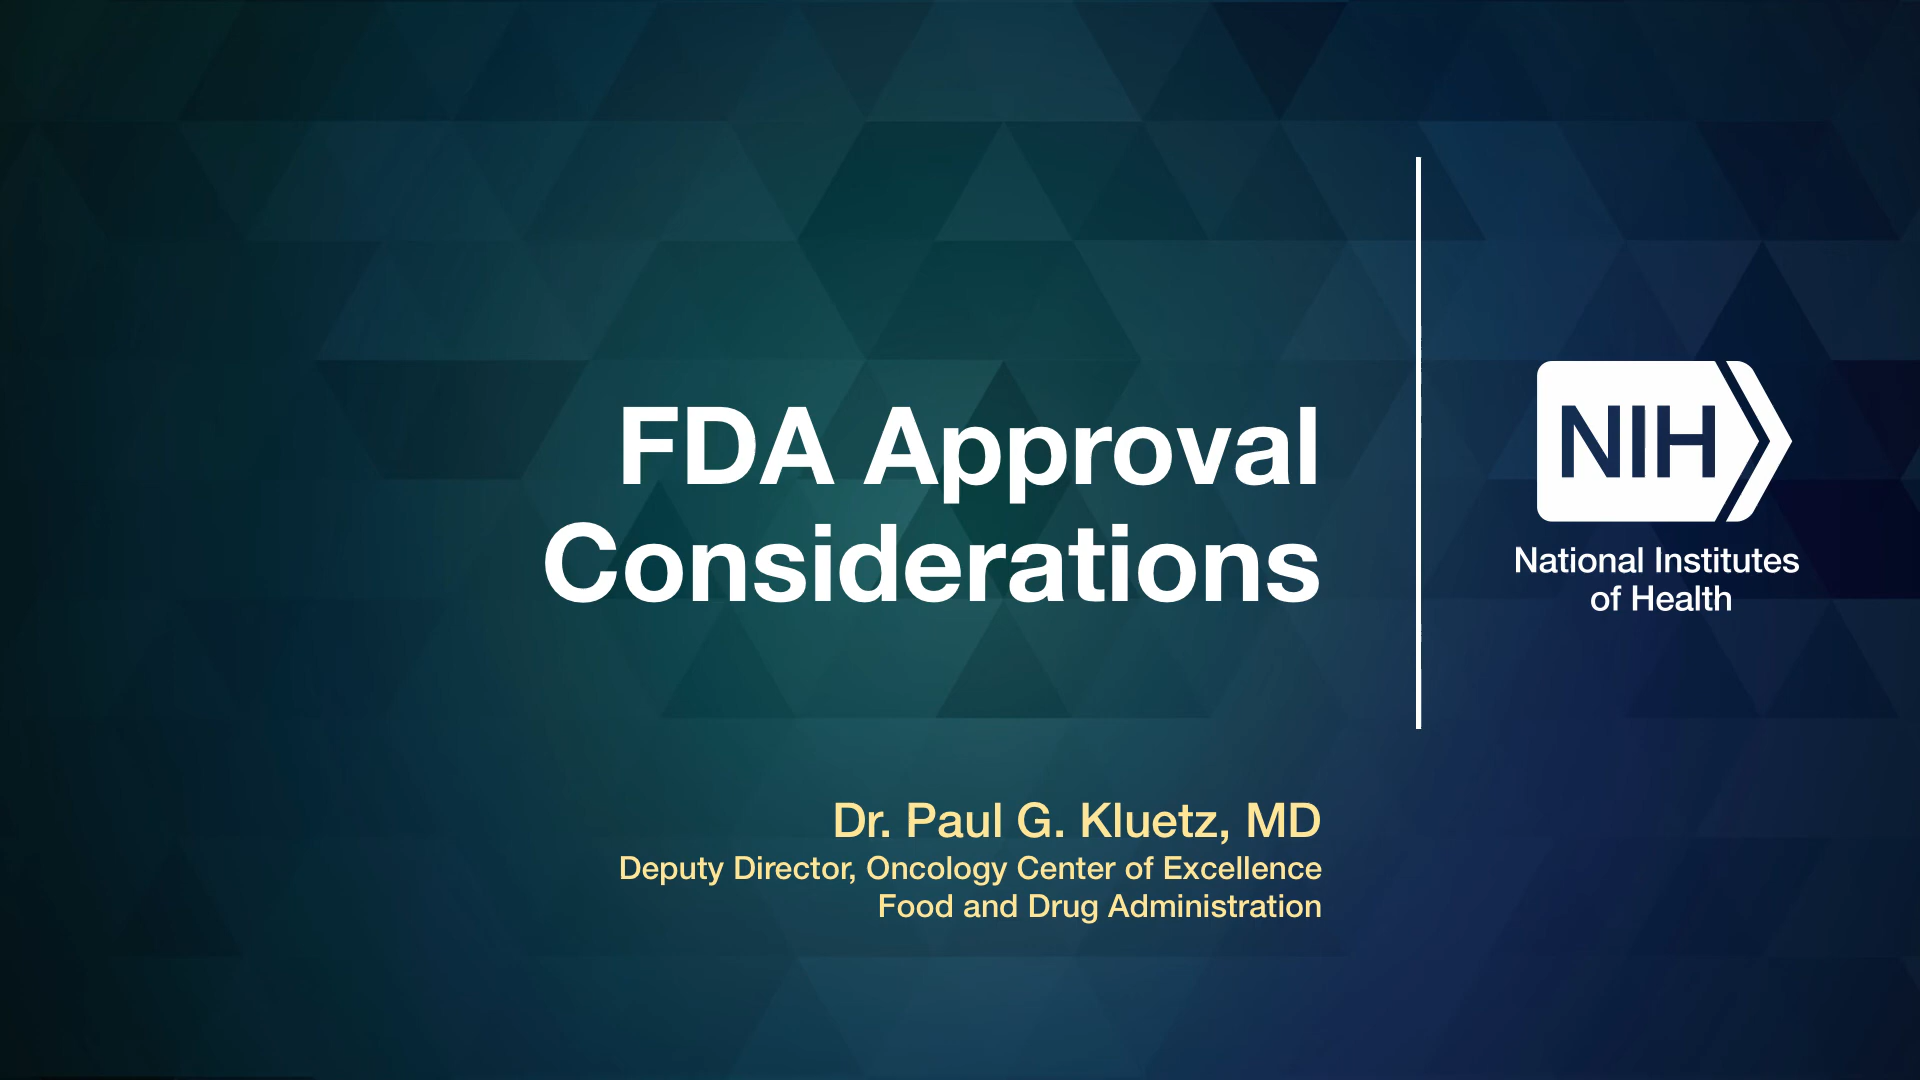 FDA Approval
Considerations
NIH
National Institutes
of Health
Dr. Paul G. Kluetz, MD
Deputy Director, Oncology Center of Excellence
Food and Drug Administration